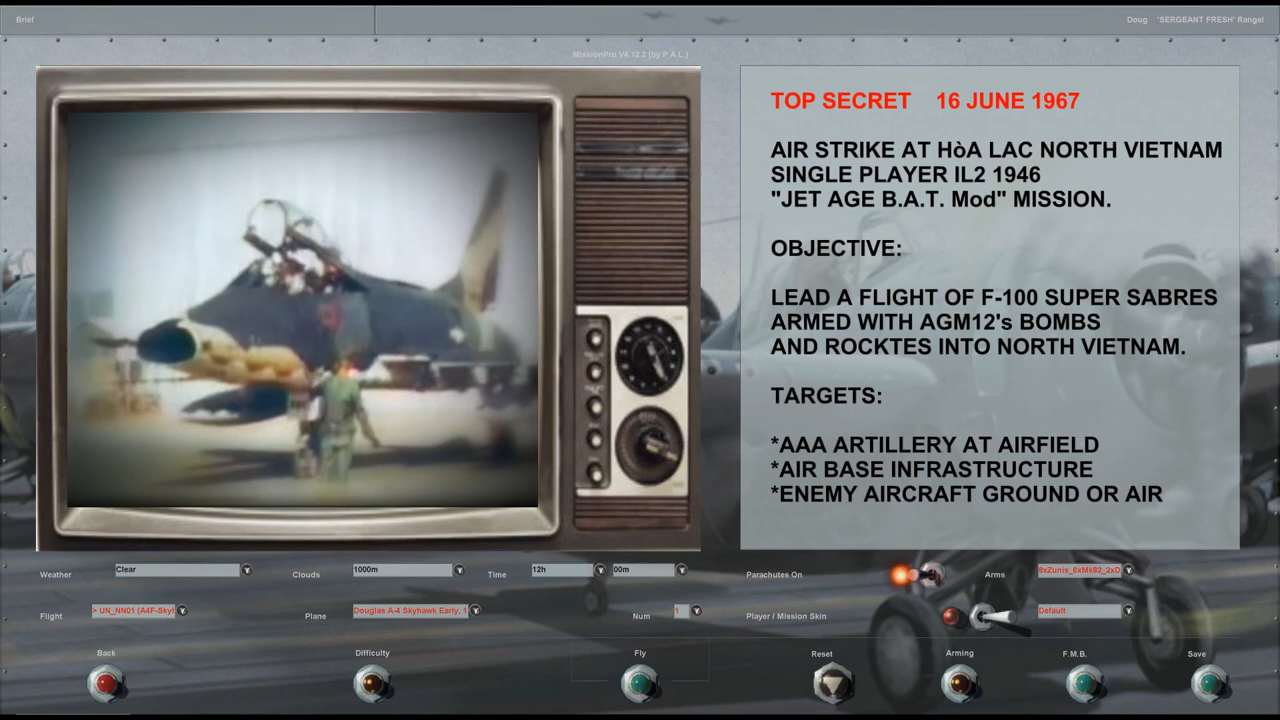 Brief
Doug 'SERGEANT FRESH' Rangel
MissionPro V4.12.2 (by P.A.L.)
TOP SECRET 16 JUNE 1967
AIR STRIKE AT HòA LAC NORTH VIETNAM
SINGLE PLAYER IL2 1946
"JET AGE B.A.T. Mod" MISSION.
OBJECTIVE:
LEAD A FLIGHT OF F-100 SUPER SABRES
ARMED WITH AGM12's BOMBS
AND ROCKTES INTO NORTH VIETNAM.
TARGETS:
*AAA ARTILLERY AT AIRFIELD
*AIR BASE INFRASTRUCTURE
*ENEMY AIRCRAFT GROUND OR AIR
Weather Clear Clouds 1000m Time 12h 00m Parachutes On Arms 8xZunis_6xMk82_2xD
Flight > UN_NN01 (A4F-Skyh Plane Douglas A-4 Skyhawk Early, 1 Num 1 Player / Mission Skin Default
Back Difficulty Fly Reset Arming F.M.B. Save